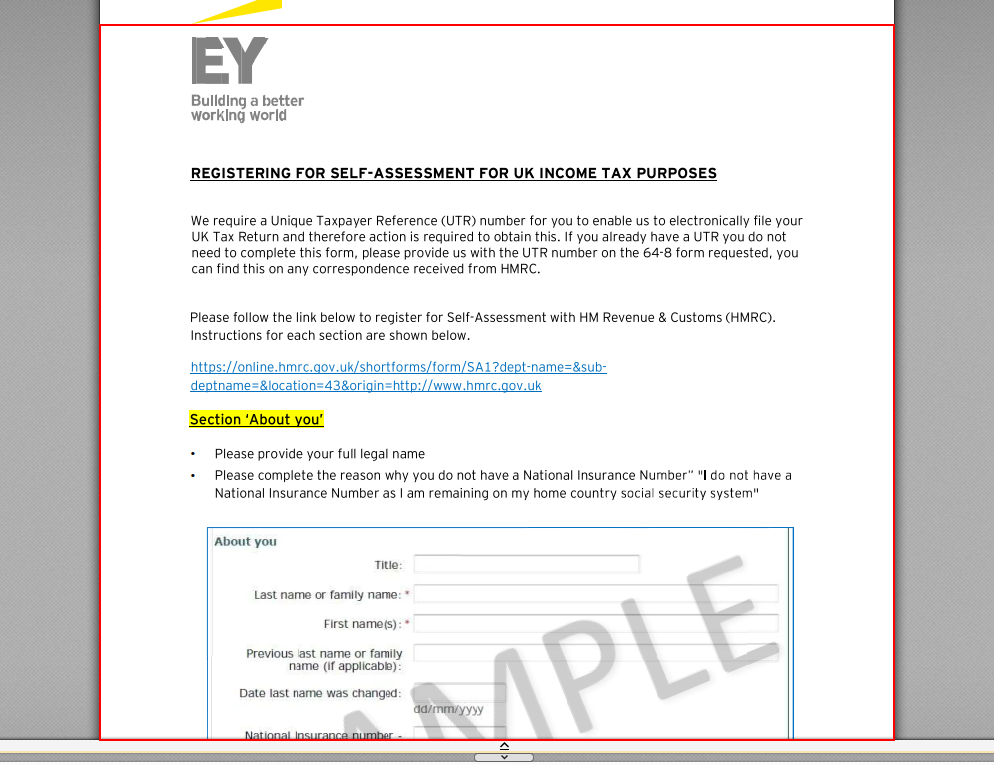 EY
Building a better
working world
REGISTERING FOR SELF-ASSESSMENT FOR UK INCOME TAX PURPOSES
We require a Unique Taxpayer Reference (UTR) number for you to enable us to electronically file your
UK Tax Return and therefore action is required to obtain this. If you already have a UTR you do not
need to complete this form, please provide us with the UTR number on the 64-8 form requested, you
can find this on any correspondence received from HMRC.
Please follow the link below to register for Self-Assessment with HM Revenue & Customs (HMRC).
Instructions for each section are shown below.
https://online.hmrc.gov.uk/shortforms/form/SA1?dept-name=&sub-
deptname=&location=43&origin=http://www.hmrc.gov.uk
Section ‘About you’
• Please provide your full legal name
• Please complete the reason why you do not have a National Insurance Number” "I do not have a
National Insurance Number as I am remaining on my home country social security system"
About you
Title:
Last name or family name: *
First name(s): *
Previous last name or family
name (if applicable):
Date last name was changed:
dd/mm/yyyy
National Insurance number -
AMPLE